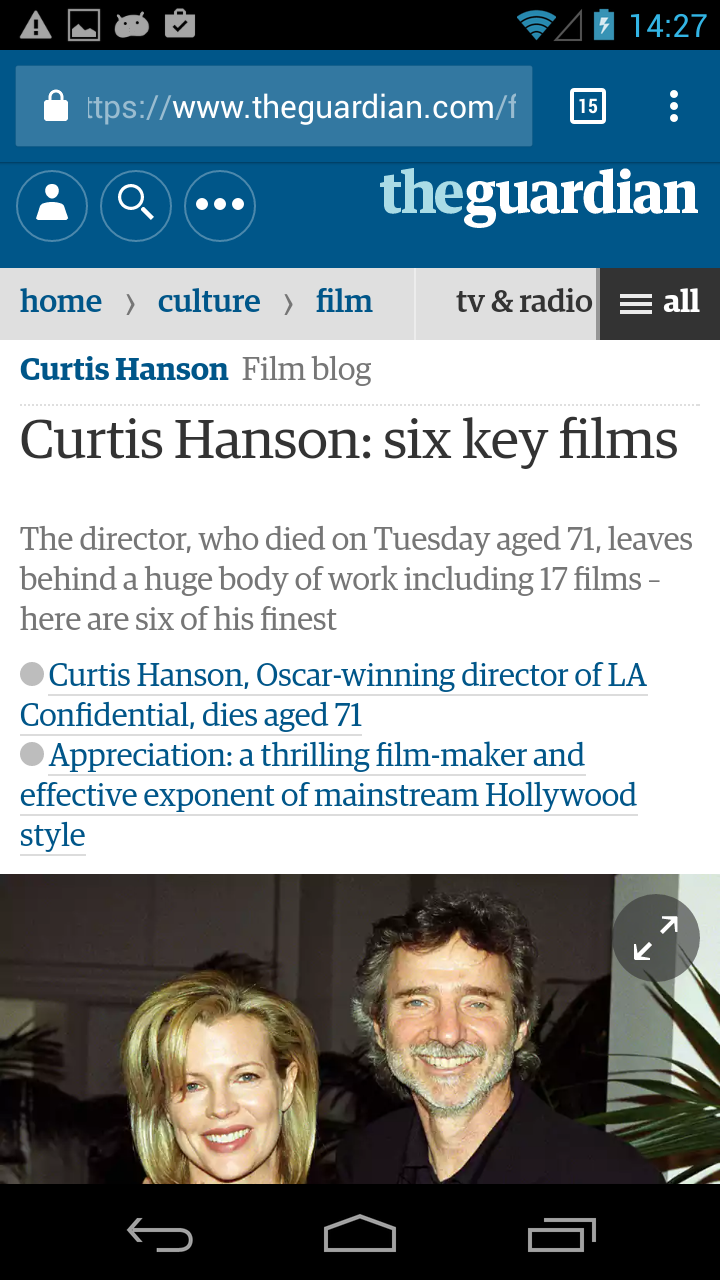 14:27
ttps://www.theguardian.com/f
15
theguardian
home › culture › film tv & radio all
Curtis Hanson Film blog
Curtis Hanson: six key films
The director, who died on Tuesday aged 71, leaves
behind a huge body of work including 17 films –
here are six of his finest
Curtis Hanson, Oscar-winning director of LA
Confidential, dies aged 71
Appreciation: a thrilling film-maker and
effective exponent of mainstream Hollywood
style